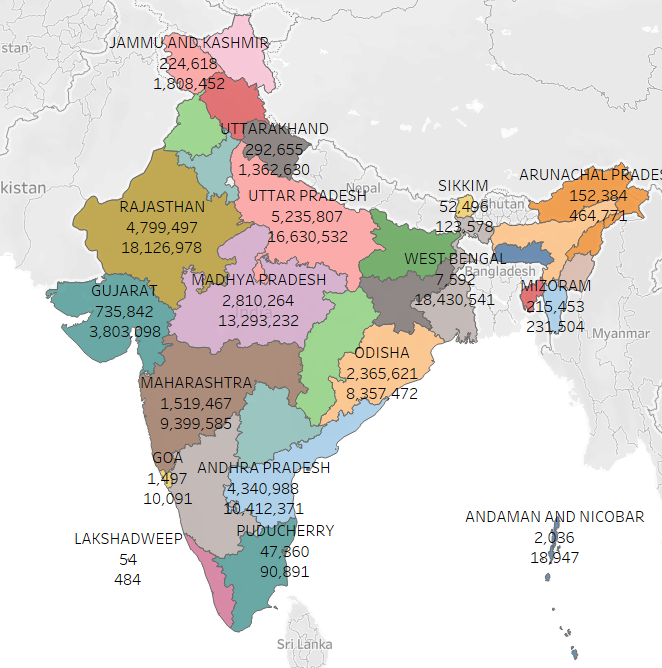 stan
JAMMU AND KASHMIR
224,618
1,808,452
UTTARAKHAND
292,655
1,362,630
kistan
RAJASTHAN
4,799,497
18,126,978
UTTAR PRADESH
5,235,807
16,630,532
Nepal
SIKKIM
52,496
123,578
Bhutan
ARUNACHAL PRADES
152,384
464,771
GUJARAT
735,842
3,803,098
MADHYA PRADESH
2,810,264
13,293,232
India
WEST BENGAL
7,592
18,430,541
Bangladesh
MIZORAM
215,453
231,504
Myanmar
MAHARASHTRA
1,519,467
9,399,585
ODISHA
2,365,621
8,357,472
GOA
1,497
10,091
ANDHRA PRADESH
4,340,988
10,412,371
LAKSHADWEEP
54
484
PUDUCHERRY
47,360
90,891
ANDAMAN AND NICOBAR
2,036
18,947
Sri Lanka